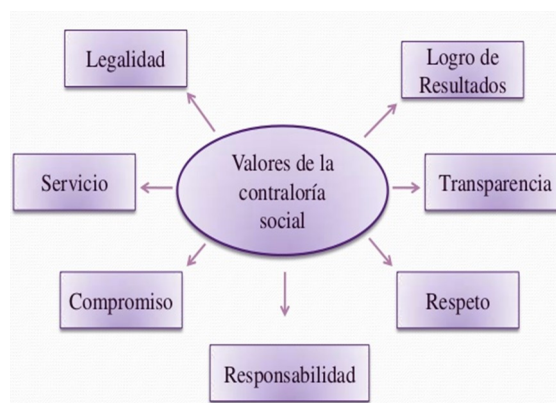 Legalidad
Logro de
Resultados
Servicio
Valores de la
contraloría
social
Transparencia
Compromiso
Respeto
Responsabilidad